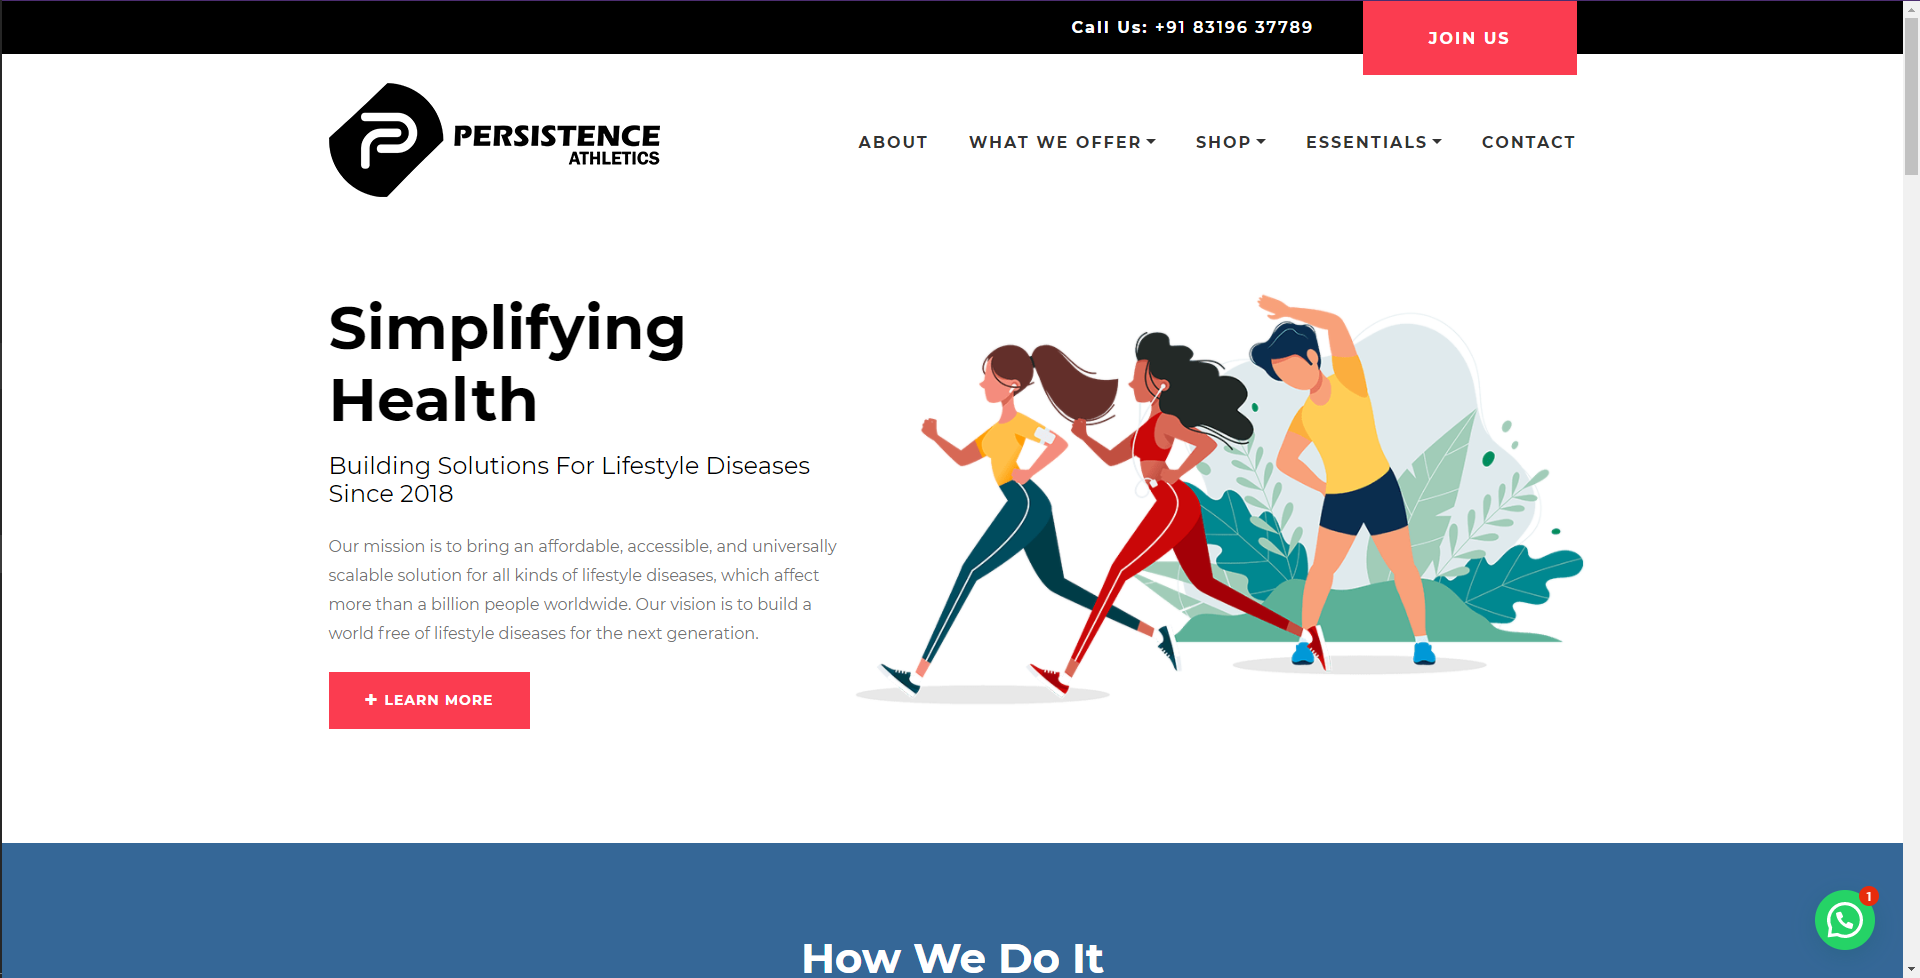 Call Us: +91 83196 37789
JOIN US
PERSISTENCE
ATHLETICS
ABOUT WHAT WE OFFER SHOP ESSENTIALS CONTACT
Simplifying
Health
Building Solutions For Lifestyle Diseases
Since 2018
Our mission is to bring an affordable, accessible, and universally
scalable solution for all kinds of lifestyle diseases, which affect
more than a billion people worldwide. Our vision is to build a
world free of lifestyle diseases for the next generation.
+ LEARN MORE
1
How We Do It